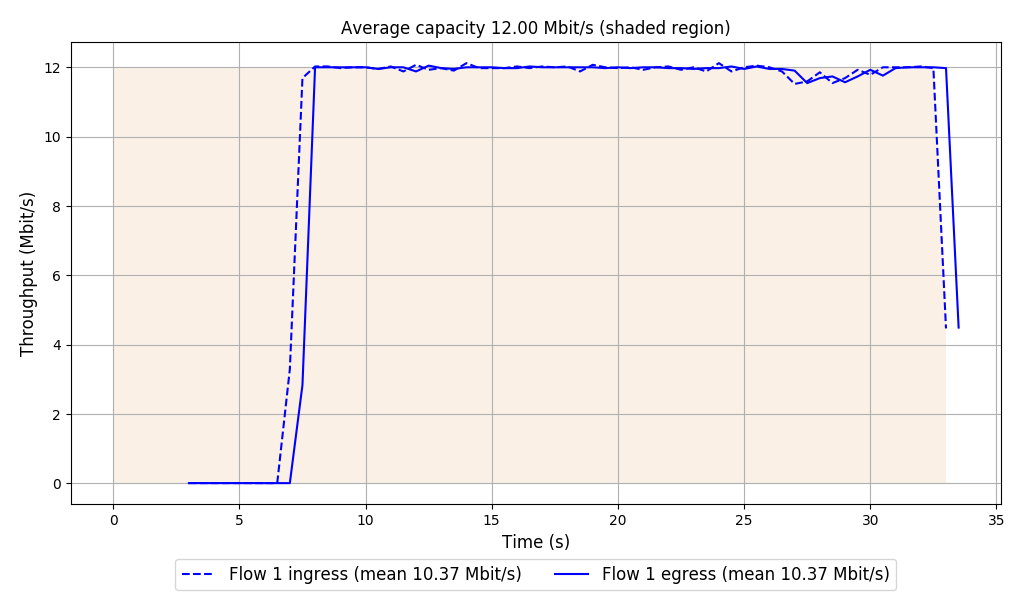 Average capacity 12.00 Mbit/s (shaded region)
12
10
8
6
4
2
0
Throughput (Mbit/s)
0 5 10 15 20 25 30 35
Time (s)
Flow 1 ingress (mean 10.37 Mbit/s) Flow 1 egress (mean 10.37 Mbit/s)